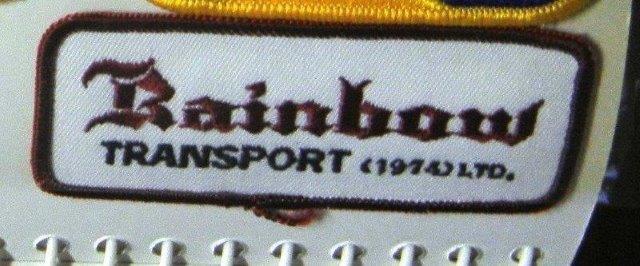 Rainbow
TRANSPORT (1974) LTD.